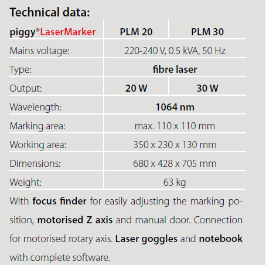 Technical data:
piggy®LaserMarker PLM 20 PLM 30
Mains voltage: 220-240 V, 0.5 kVA, 50 Hz
Type: fibre laser
Output: 20 W 30 W
Wavelength: 1064 nm
Marking area: max. 110 x 110 mm
Working area: 350 x 230 x 130 mm
Dimensions: 680 x 428 x 705 mm
Weight: 63 kg
With focus finder for easily adjusting the marking po-
sition, motorised Z axis and manual door. Connection
for motorised rotary axis. Laser goggles and notebook
with complete software.